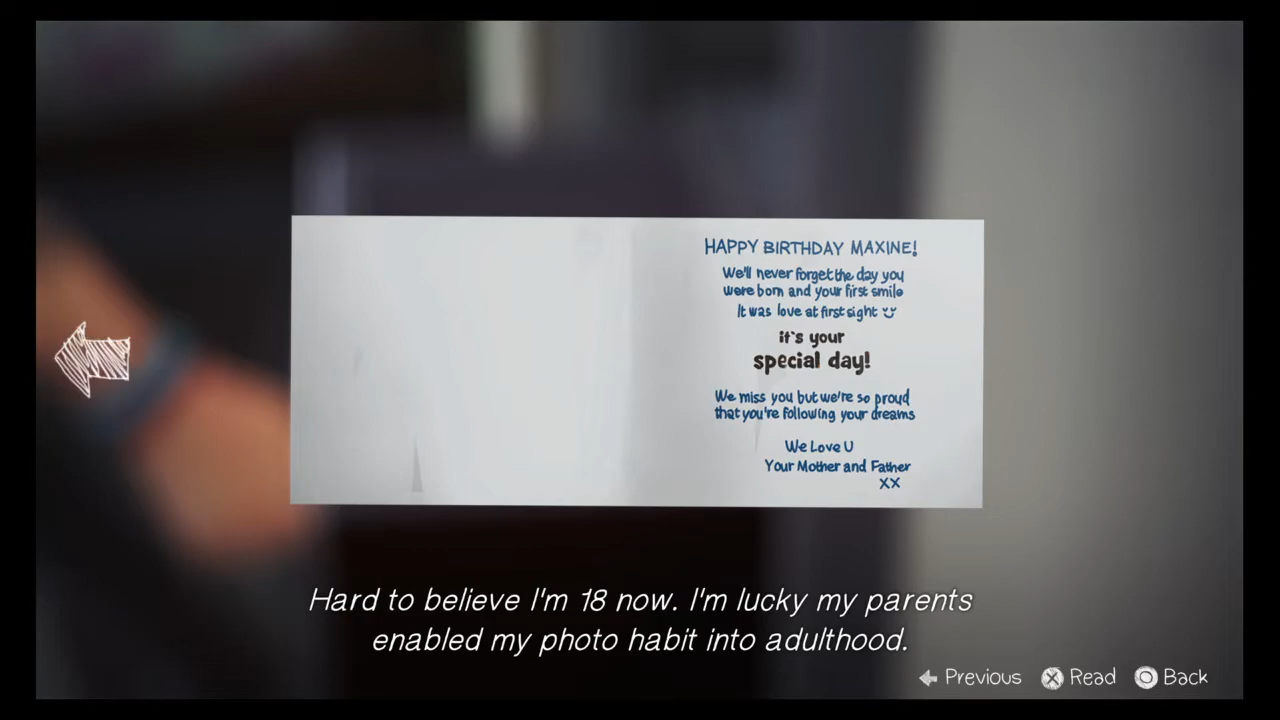 HAPPY BIRTHDAY MAXINE!
We'll never forget the day you
were born and your first smile
It was love at first sight
it's your
special day!
We miss you but we're so proud
that you're following your dreams
We Love U
Your Mother and Father
XX
Hard to believe I'm 18 now. I'm lucky my parents
enabled my photo habit into adulthood.
Previous Read Back